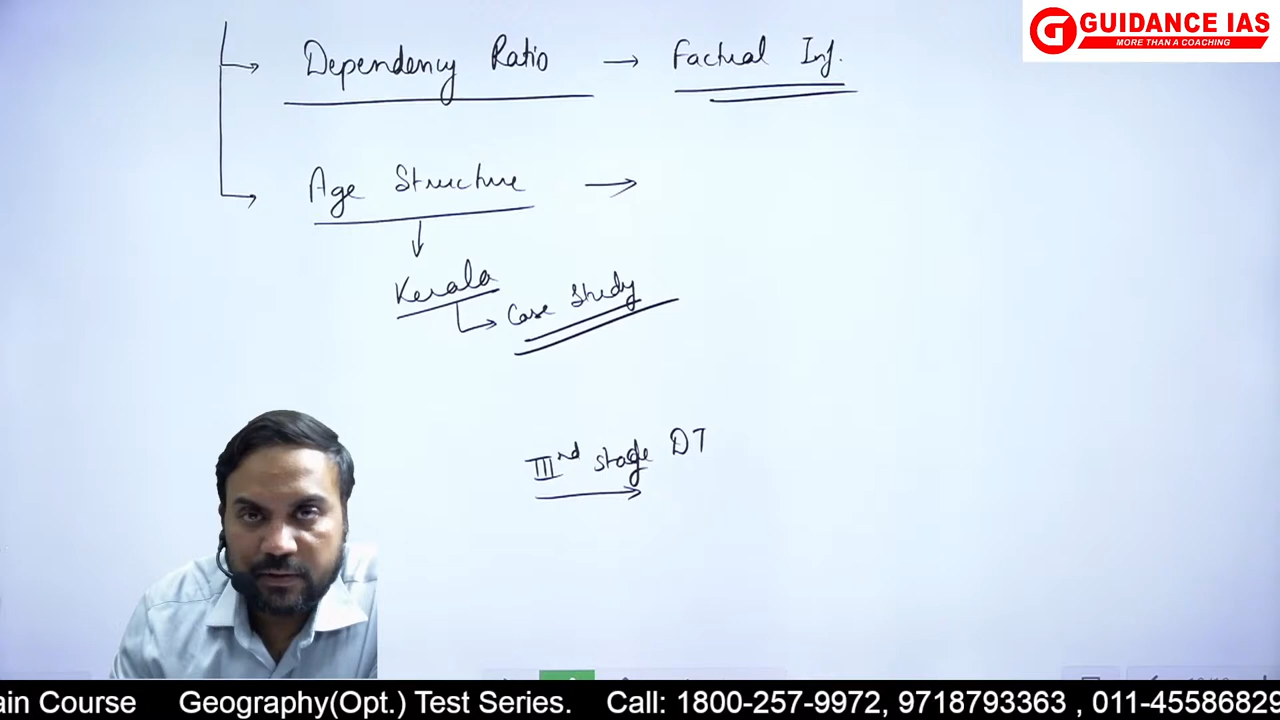 GUIDANCE IAS
MORE THAN A COACHING
Dependency Ratio → Factual Inf.
Age Structure →
Kerala
Case Study
IIIrd stage DT
ain Course Geography(Opt.) Test Series. Call: 1800-257-9972, 9718793363 , 011-45586829